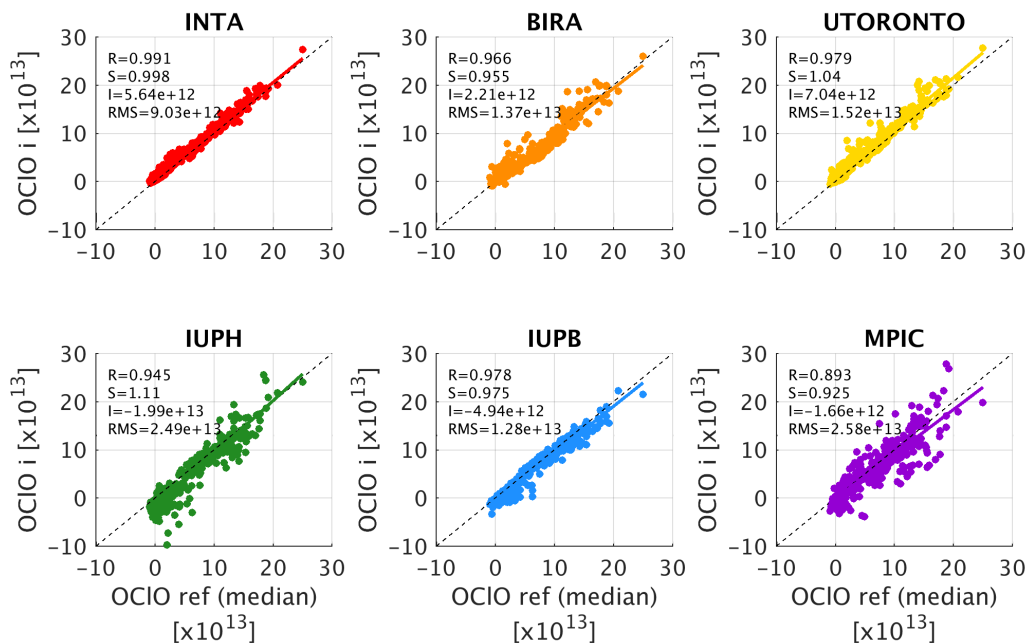 INTA
OClO i [x10^13]
30
20
10
0
−10
R=0.991
S=0.998
I=5.64e+12
RMS=9.03e+12
−10 0 10 20 30
BIRA
OClO i [x10^13]
30
20
10
0
−10
R=0.966
S=0.955
I=2.21e+12
RMS=1.37e+13
−10 0 10 20 30
UTORONTO
OClO i [x10^13]
30
20
10
0
−10
R=0.979
S=1.04
I=7.04e+12
RMS=1.52e+13
−10 0 10 20 30
IUPH
OClO i [x10^13]
30
20
10
0
−10
R=0.945
S=1.11
I=−1.99e+13
RMS=2.49e+13
−10 0 10 20 30
OClO ref (median)
[x10^13]
IUPB
OClO i [x10^13]
30
20
10
0
−10
R=0.978
S=0.975
I=−4.94e+12
RMS=1.28e+13
−10 0 10 20 30
OClO ref (median)
[x10^13]
MPIC
OClO i [x10^13]
30
20
10
0
−10
R=0.893
S=0.925
I=−1.66e+12
RMS=2.58e+13
−10 0 10 20 30
OClO ref (median)
[x10^13]